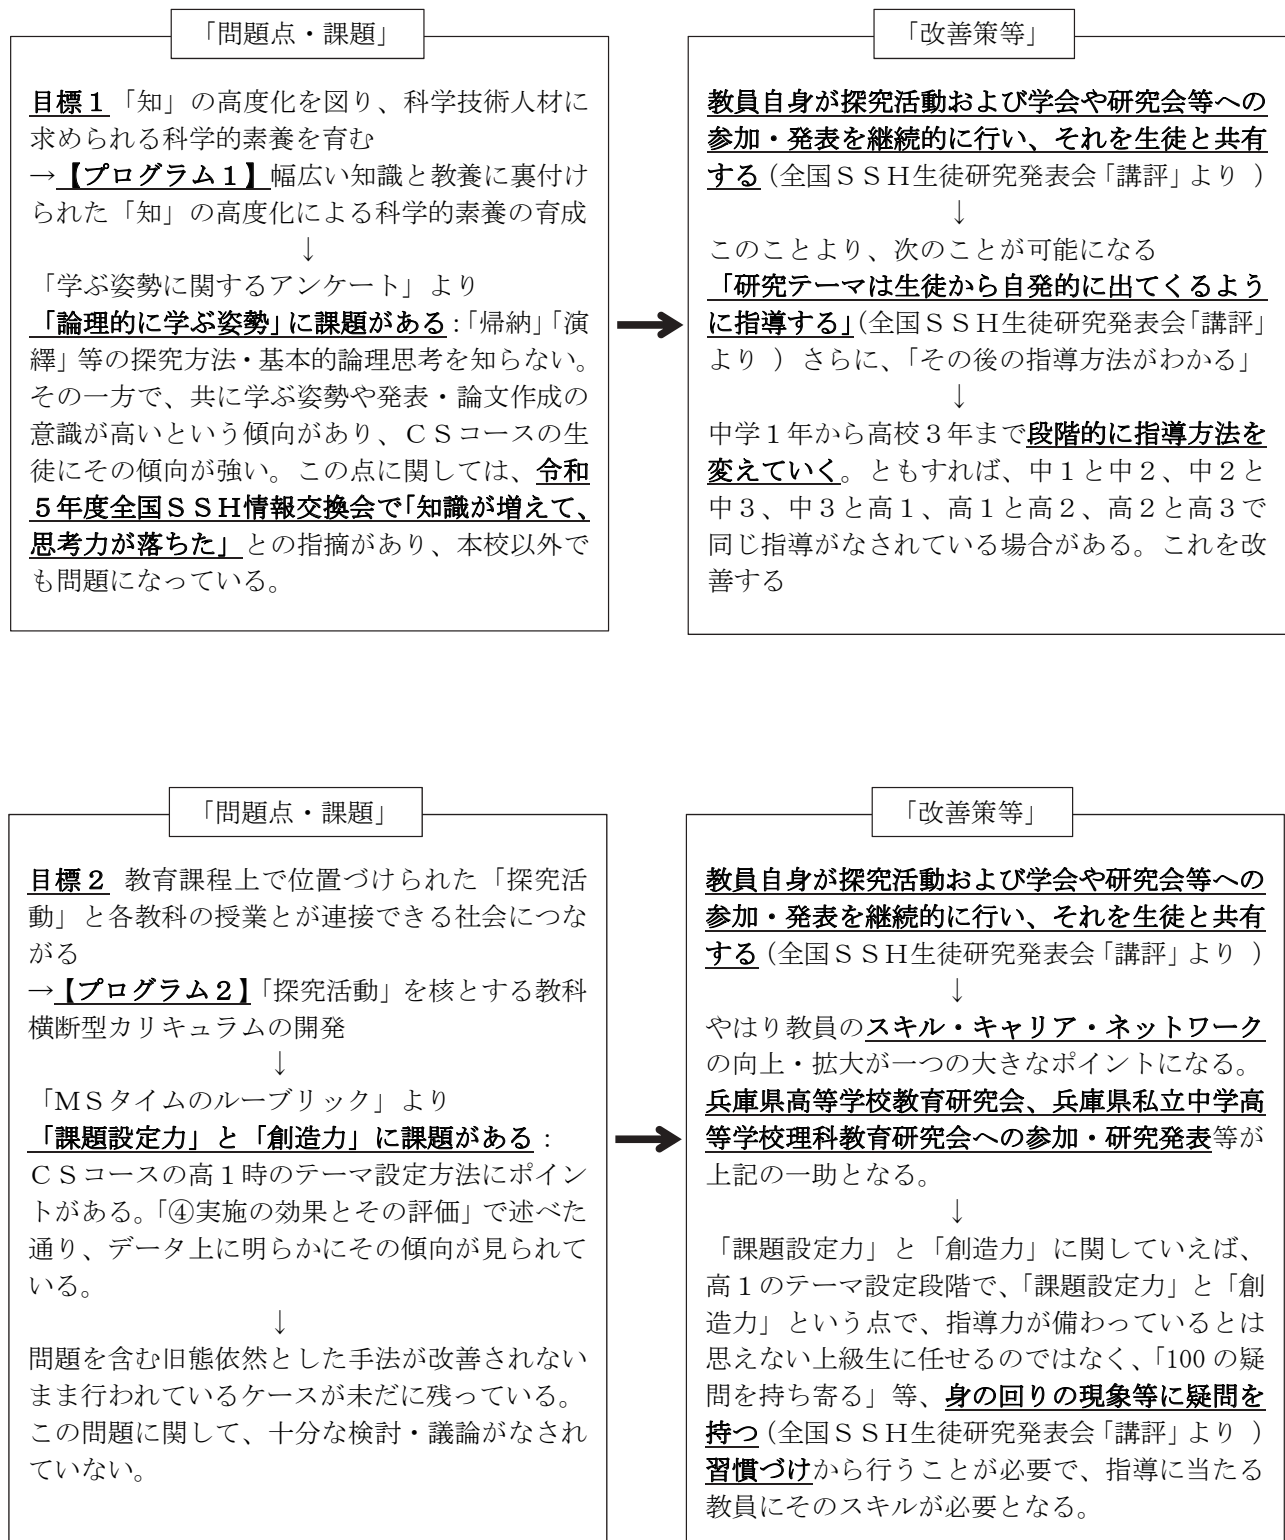 「問題点・課題」
目標1 「知」の高度化を図り、科学技術人材に
求められる科学的素養を育む
→【プログラム1】幅広い知識と教養に裏付け
られた「知」の高度化による科学的素養の育成
↓
「学ぶ姿勢に関するアンケート」より
「論理的に学ぶ姿勢」に課題がある:「帰納」「演
繹」等の探究方法・基本的論理思考を知らない。
その一方で、共に学ぶ姿勢や発表・論文作成の
意識が高いという傾向があり、CSコースの生
徒にその傾向が強い。この点に関しては、令和
5年度全国SSH情報交換会で「知識が増えて、
思考力が落ちた」との指摘があり、本校以外で
も問題になっている。
「改善策等」
教員自身が探究活動および学会や研究会等への
参加・発表を継続的に行い、それを生徒と共有
する(全国SSH生徒研究発表会「講評」より )
↓
このことより、次のことが可能になる
「研究テーマは生徒から自発的に出てくるよう
に指導する」(全国SSH生徒研究発表会「講評」
より ) さらに、「その後の指導方法がわかる」
↓
中学1年から高校3年まで段階的に指導方法を
変えていく。ともすれば、中1と中2、中2と
中3、中3と高1、高1と高2、高2と高3で
同じ指導がなされている場合がある。これを改
善する
「問題点・課題」
目標2 教育課程上で位置づけられた「探究活
動」と各教科の授業とが連接できる社会につな
がる
→【プログラム2】「探究活動」を核とする教科
横断型カリキュラムの開発
↓
「MSタイムのルーブリック」より
「課題設定力」と「創造力」に課題がある:
CSコースの高1時のテーマ設定方法にポイン
トがある。「④実施の効果とその評価」で述べた
通り、データ上に明らかにその傾向が見られて
いる。
↓
問題を含む旧態依然とした手法が改善されない
まま行われているケースが未だに残っている。
この問題に関して、十分な検討・議論がなされ
ていない。
「改善策等」
教員自身が探究活動および学会や研究会等への
参加・発表を継続的に行い、それを生徒と共有
する(全国SSH生徒研究発表会「講評」より )
↓
やはり教員のスキル・キャリア・ネットワーク
の向上・拡大が一つの大きなポイントになる。
兵庫県高等学校教育研究会、兵庫県私立中学高
等学校理科教育研究会への参加・研究発表等が
上記の一助となる。
↓
「課題設定力」と「創造力」に関していえば、
高1のテーマ設定段階で、「課題設定力」と「創
造力」という点で、指導力が備わっているとは
思えない上級生に任せるのではなく、「100の疑
問を持ち寄る」等、身の回りの現象等に疑問を
持つ(全国SSH生徒研究発表会「講評」より )
習慣づけから行うことが必要で、指導に当たる
教員にそのスキルが必要となる。